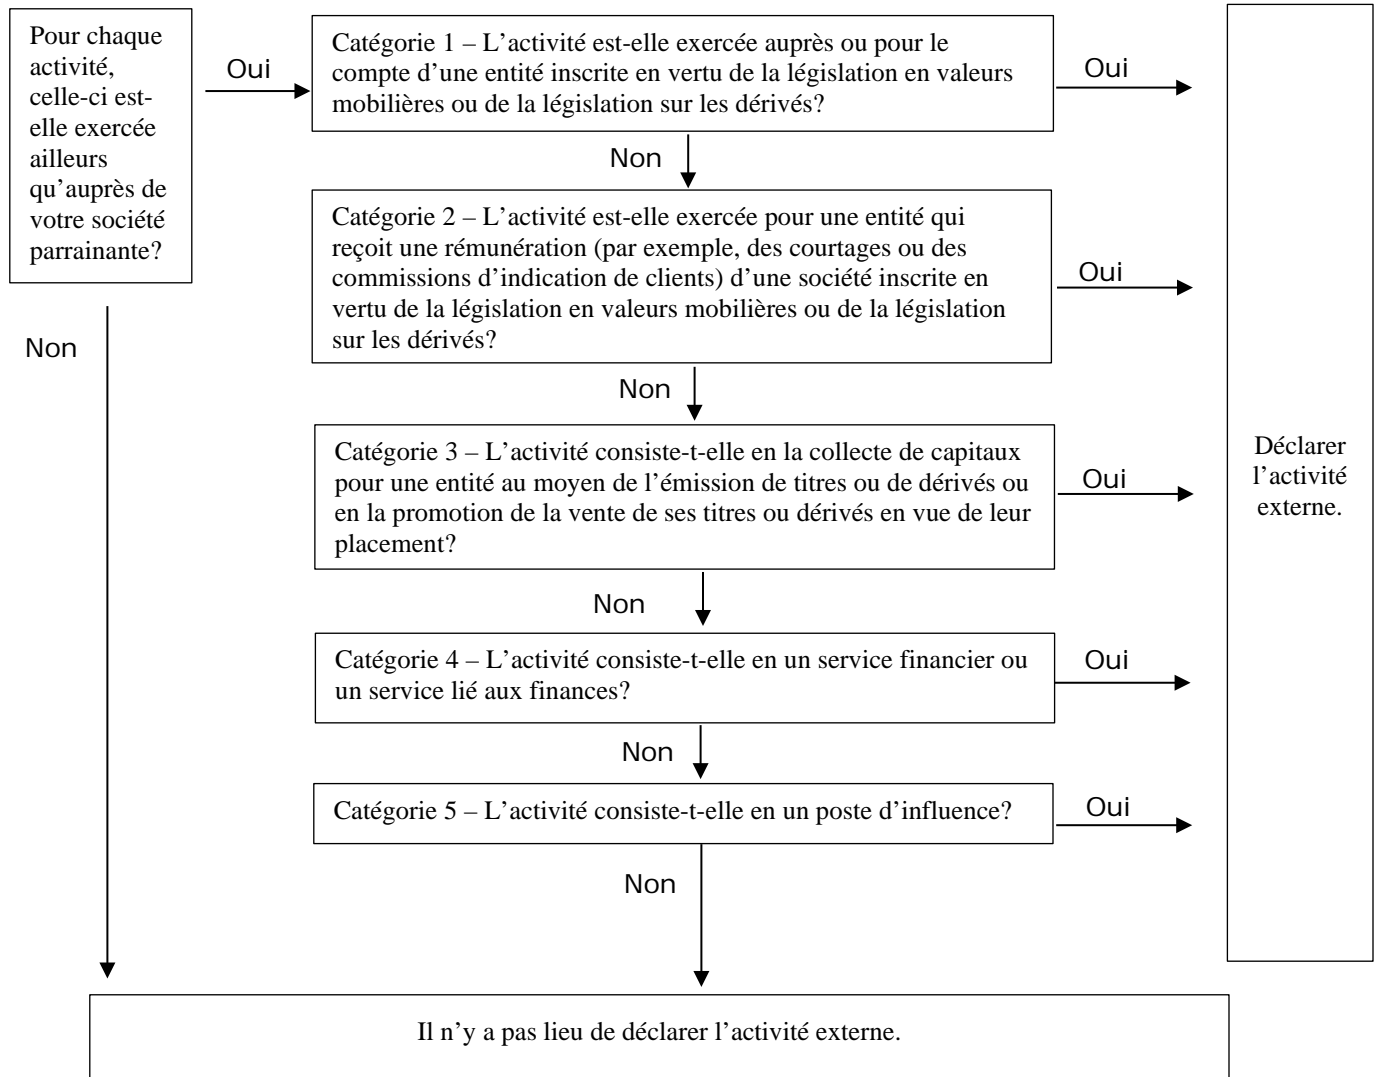 Pour chaque
activité,
celle-ci est-
elle exercée
ailleurs
qu’auprès de
votre société
parrainante?
Oui
Non
Catégorie 1 – L’activité est-elle exercée auprès ou pour le
compte d’une entité inscrite en vertu de la législation en valeurs
mobilières ou de la législation sur les dérivés?
Oui
Non
Catégorie 2 – L’activité est-elle exercée pour une entité qui
reçoit une rémunération (par exemple, des courtages ou des
commissions d’indication de clients) d’une société inscrite en
vertu de la législation en valeurs mobilières ou de la législation
sur les dérivés?
Oui
Non
Catégorie 3 – L’activité consiste-t-elle en la collecte de capitaux
pour une entité au moyen de l’émission de titres ou de dérivés ou
en la promotion de la vente de ses titres ou dérivés en vue de leur
placement?
Oui
Non
Catégorie 4 – L’activité consiste-t-elle en un service financier ou
un service lié aux finances?
Oui
Non
Catégorie 5 – L’activité consiste-t-elle en un poste d’influence?
Oui
Non
Déclarer
l’activité
externe.
Il n’y a pas lieu de déclarer l’activité externe.